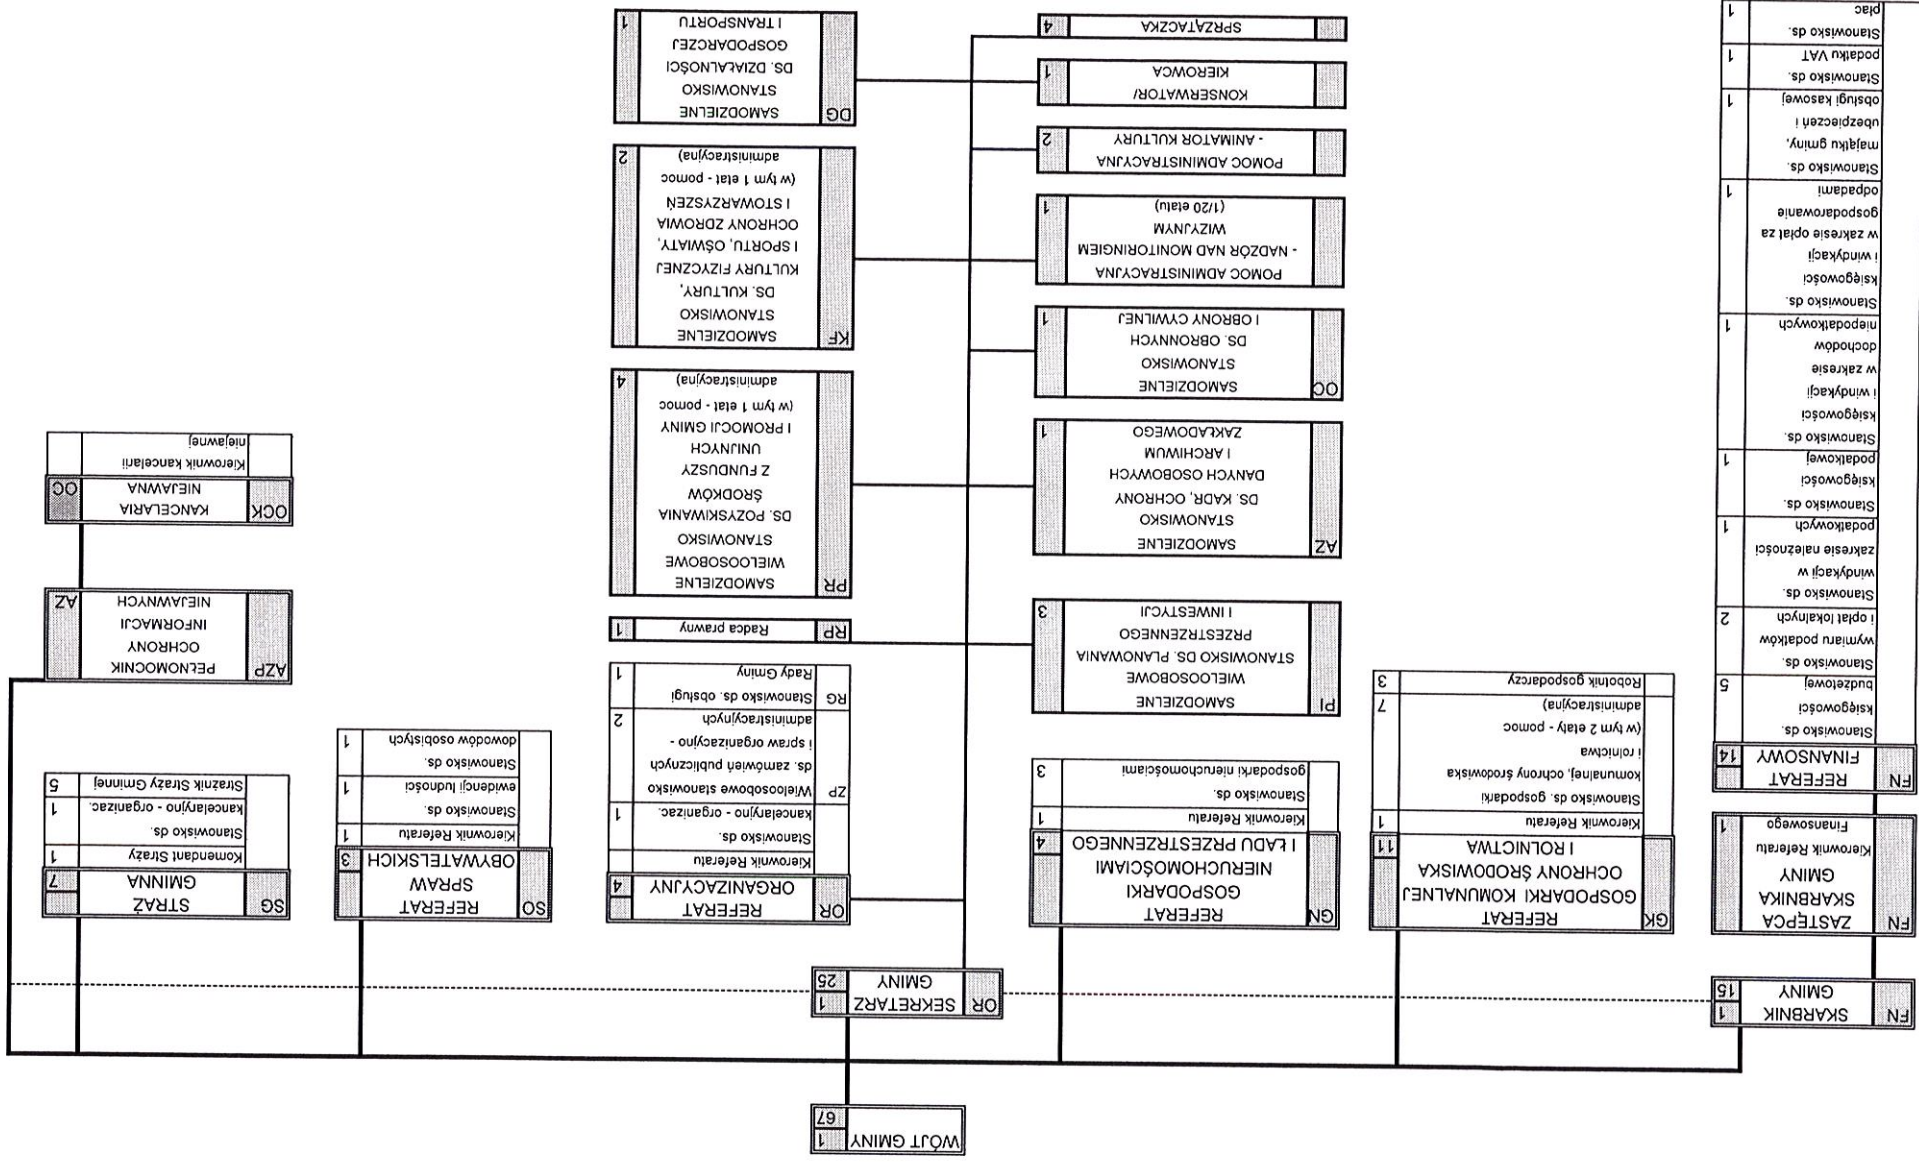 WÓJT GMINY 1
67
FN SKARBNIK 1
GMINY 15
OR SEKRETARZ 1
GMINY 25
FN ZASTĘPCA
SKARBNIKA
GMINY
Kierownik Referatu
Finansowego 1
FN REFERAT
FINANSOWY 14
Stanowisko ds.
księgowości
budżetowej 5
Stanowisko ds.
wymiaru podatków
i opłat lokalnych 2
Stanowisko ds.
windykacji w
zakresie należności
podatkowych 1
Stanowisko ds.
księgowości
podatkowej 1
Stanowisko ds.
księgowości
i windykacji
w zakresie
dochodów
niepodatkowych 1
Stanowisko ds.
księgowości
i windykacji
w zakresie opłat za
gospodarowanie
odpadami 1
Stanowisko ds.
majątku gminy,
ubezpieczeń i
obsługi kasowej 1
Stanowisko ds.
podatku VAT 1
Stanowisko ds.
płac 1
GK REFERAT
GOSPODARKI KOMUNALNEJ
OCHRONY ŚRODOWISKA
I ROLNICTWA 11
Kierownik Referatu 1
Stanowisko ds. gospodarki
komunalnej, ochrony środowiska
i rolnictwa
(w tym 2 etaty - pomoc
administracyjna) 7
Robotnik gospodarczy 3
GN REFERAT
GOSPODARKI
NIERUCHOMOŚCIAMI
I ŁADU PRZESTRZENNEGO 4
Kierownik Referatu 1
Stanowisko ds.
gospodarki nieruchomościami 3
PI SAMODZIELNE
WIELOOSOBOWE
STANOWISKO DS. PLANOWANIA
PRZESTRZENNEGO
I INWESTYCJI 3
AZ SAMODZIELNE
STANOWISKO
DS. KADR, OCHRONY
DANYCH OSOBOWYCH
I ARCHIWUM
ZAKŁADOWEGO 1
OC SAMODZIELNE
STANOWISKO
DS. OBRONNYCH
I OBRONY CYWILNEJ 1
POMOC ADMINISTRACYJNA
- NADZÓR NAD MONITORINGIEM
WIZYJNYM
(1/20 etatu) 1
POMOC ADMINISTRACYJNA
- ANIMATOR KULTURY 2
KONSERWATOR/
KIEROWCA 1
SPRZĄTACZKA 4
OR REFERAT
ORGANIZACYJNY 4
Kierownik Referatu
Stanowisko ds.
kancelaryjno - organizac. 1
ZP Wieloosobowe stanowisko
ds. zamówień publicznych
i spraw organizacyjno -
administracyjnych 2
RG Stanowisko ds. obsługi
Rady Gminy 1
RP Radca prawny 1
PR SAMODZIELNE
WIELOOSOBOWE
STANOWISKO
DS. POZYSKIWANIA
ŚRODKÓW
Z FUNDUSZY
UNIJNYCH
I PROMOCJI GMINY
(w tym 1 etat - pomoc
administracyjna) 4
KF SAMODZIELNE
STANOWISKO
DS. KULTURY,
KULTURY FIZYCZNEJ
I SPORTU, OŚWIATY,
OCHRONY ZDROWIA
I STOWARZYSZEŃ
(w tym 1 etat - pomoc
administracyjna) 2
DG SAMODZIELNE
STANOWISKO
DS. DZIAŁALNOŚCI
GOSPODARCZEJ
I TRANSPORTU 1
SO REFERAT
SPRAW
OBYWATELSKICH 3
Kierownik Referatu 1
Stanowisko ds.
ewidencji ludności 1
Stanowisko ds.
dowodów osobistych 1
SG STRAŻ
GMINNA 7
Komendant Straży 1
Stanowisko ds.
kancelaryjno - organizac. 1
Strażnik Straży Gminnej 5
AZP PEŁNOMOCNIK
OCHRONY
INFORMACJI
NIEJAWNYCH AZ
OCK KANCELARIA
NIEJAWNA OC
Kierownik kancelarii
niejawnej